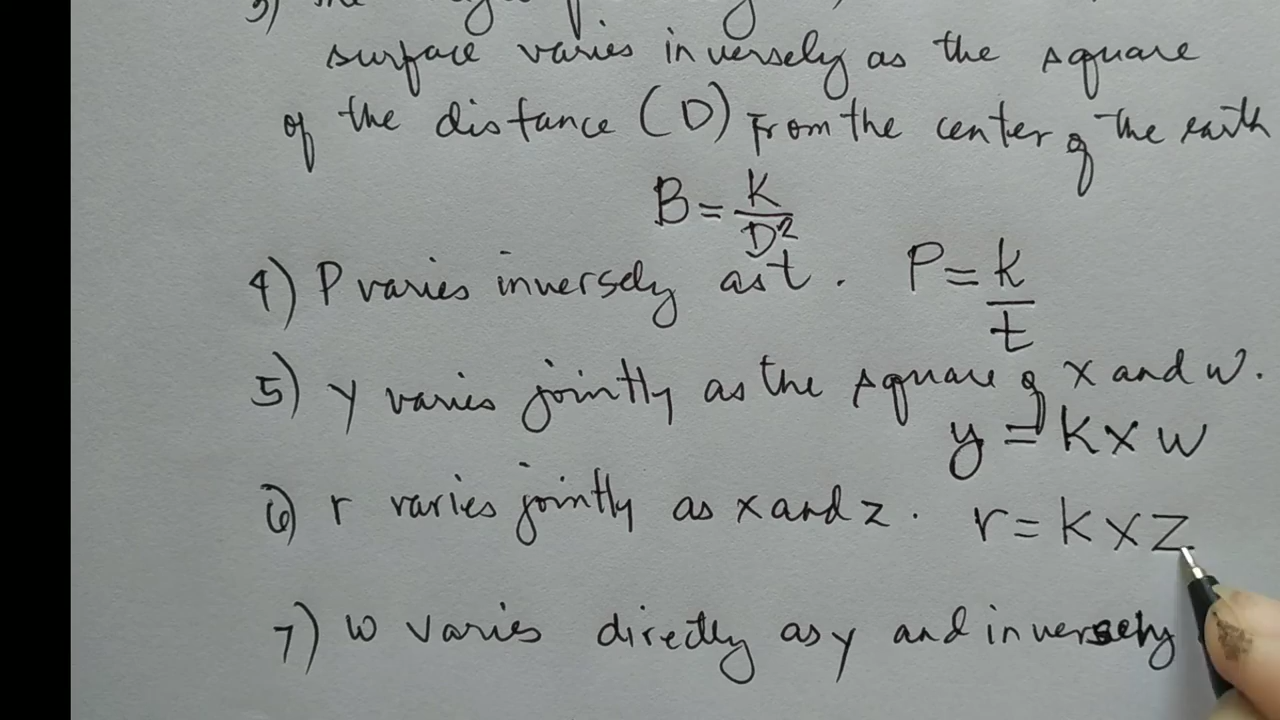 3) The
surface varies inversely as the square
of the distance (D) from the center of the earth
B = K/D²
4) P varies inversely as t. P = k/t
5) y varies jointly as the square of x and w.
y = K x w
6) r varies jointly as x and z. r = K x z
7) w varies directly as y and inversely